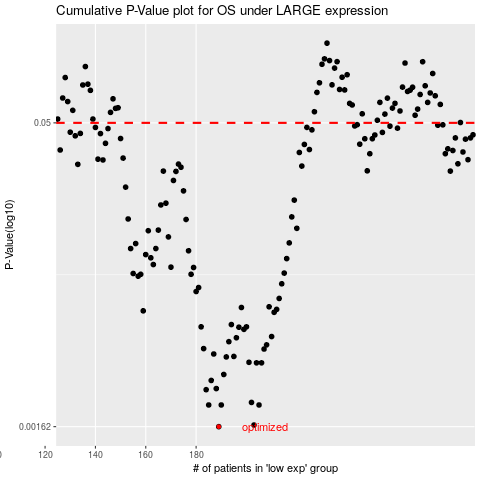 Cumulative P-Value plot for OS under LARGE expression
P-Value(log10)
0.05
0.00162
optimized
0 120 140 160 180
# of patients in 'low exp' group